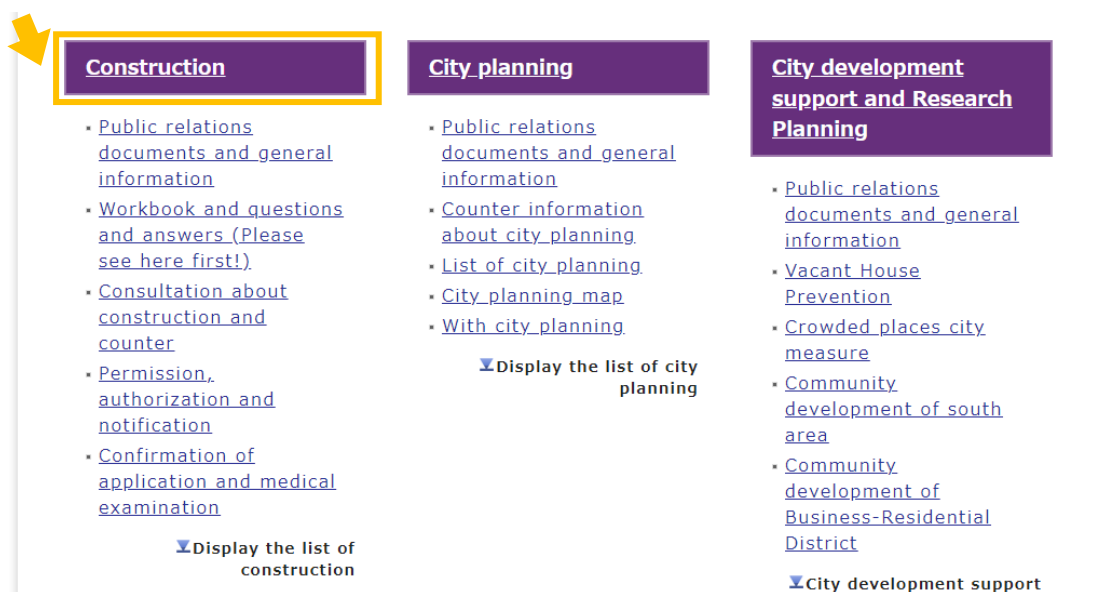 Construction
Public relations
documents and general
information
Workbook and questions
and answers (Please
see here first!)
Consultation about
construction and
counter
Permission,
authorization and
notification
Confirmation of
application and medical
examination
Display the list of
construction
City planning
Public relations
documents and general
information
Counter information
about city planning
List of city planning
City planning map
With city planning
Display the list of city
planning
City development
support and Research
Planning
Public relations
documents and general
information
Vacant House
Prevention
Crowded places city
measure
Community
development of south
area
Community
development of
Business-Residential
District
City development support